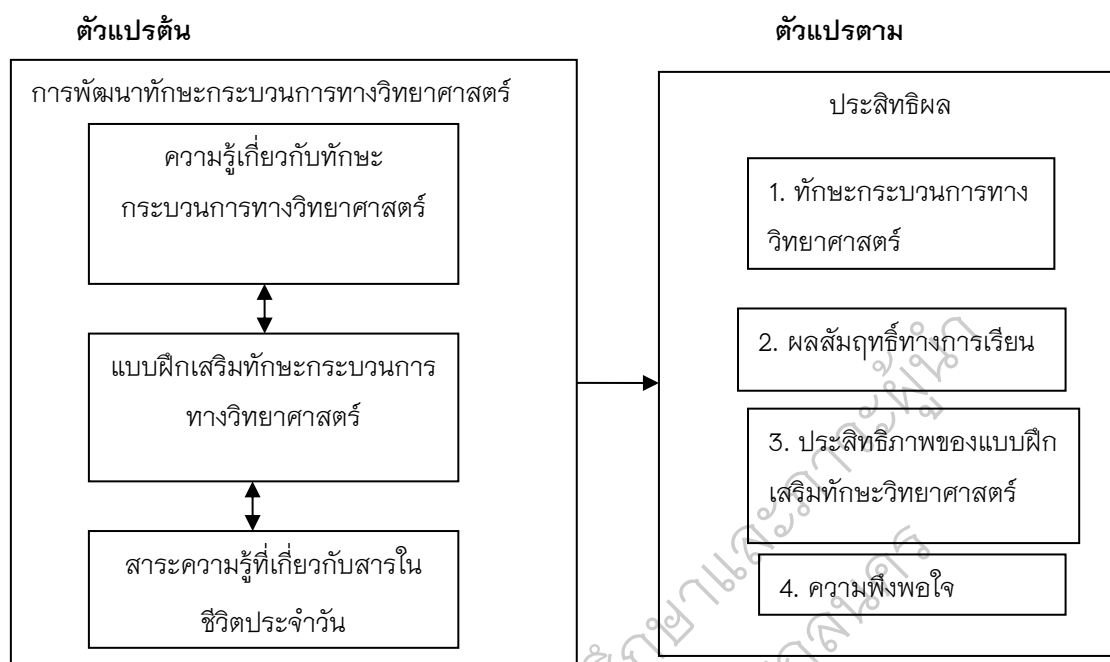 ตัวแปรต้น
ตัวแปรตาม
การพัฒนาทักษะกระบวนการทางวิทยาศาสตร์
ความรู้เกี่ยวกับทักษะ
กระบวนการทางวิทยาศาสตร์
แบบฝึกเสริมทักษะกระบวนการ
ทางวิทยาศาสตร์
สาระความรู้ที่เกี่ยวกับสารใน
ชีวิตประจำวัน
ประสิทธิผล
1. ทักษะกระบวนการทาง
วิทยาศาสตร์
2. ผลสัมฤทธิ์ทางการเรียน
3. ประสิทธิภาพของแบบฝึก
เสริมทักษะวิทยาศาสตร์
4. ความพึงพอใจ